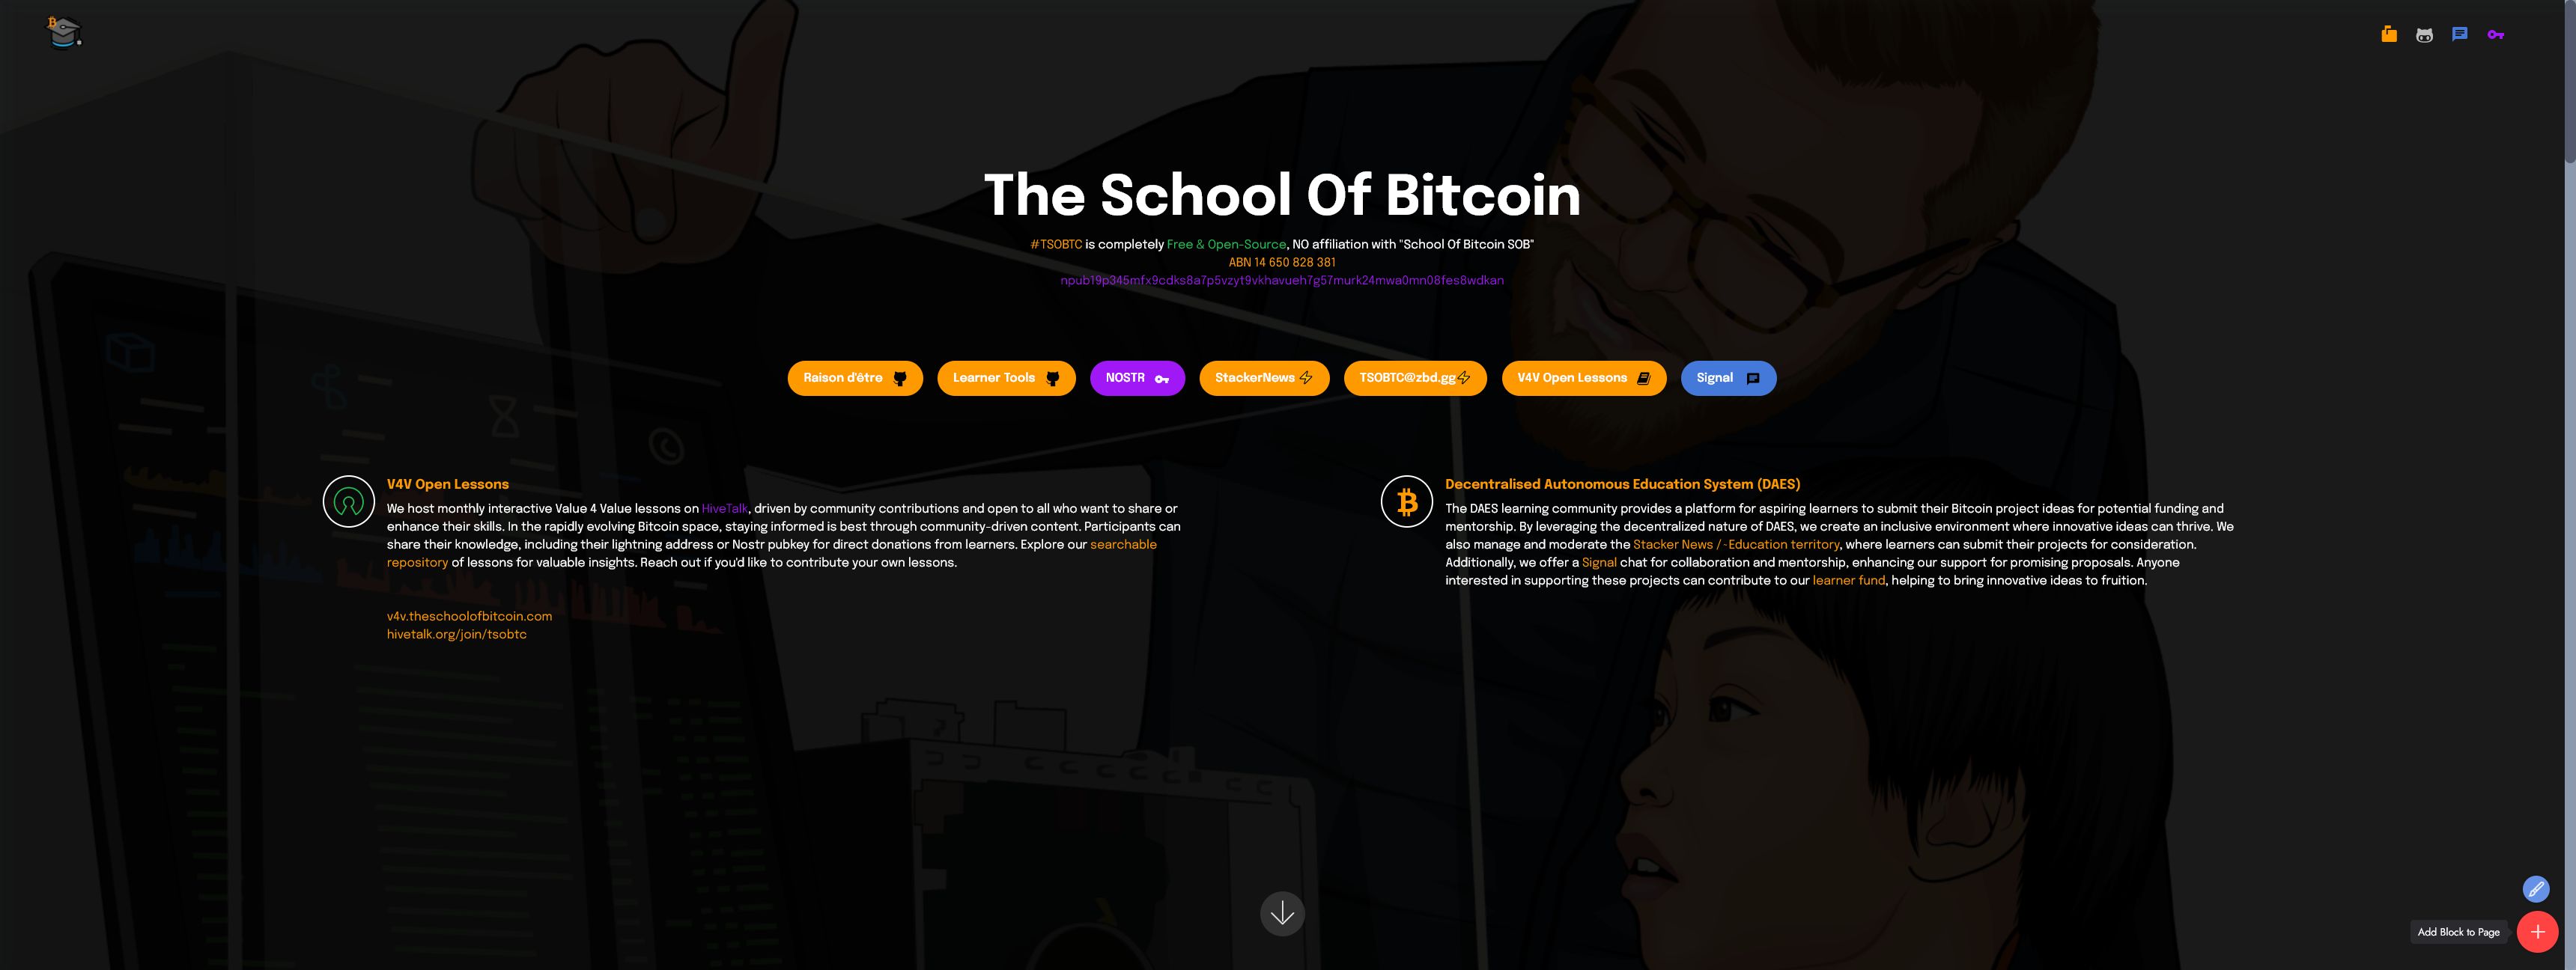 The School Of Bitcoin
#TSOBTC is completely Free & Open-Source, NO affiliation with "School Of Bitcoin SOB"
ABN 14 650 828 381
npub19p345mfx9cdks8a7p5vzyt9vkhavueh7g57murk24mwa0mn08fes8wdkan
Raison d'être
Learner Tools
NOSTR
StackerNews
TSOBTC@zbd.gg
V4V Open Lessons
Signal
V4V Open Lessons
We host monthly interactive Value 4 Value lessons on HiveTalk, driven by community contributions and open to all who want to share or
enhance their skills. In the rapidly evolving Bitcoin space, staying informed is best through community-driven content. Participants can
share their knowledge, including their lightning address or Nostr pubkey for direct donations from learners. Explore our searchable
repository of lessons for valuable insights. Reach out if you'd like to contribute your own lessons.
v4v.theschoolofbitcoin.com
hivetalk.org/join/tsobtc
Decentralised Autonomous Education System (DAES)
The DAES learning community provides a platform for aspiring learners to submit their Bitcoin project ideas for potential funding and
mentorship. By leveraging the decentralized nature of DAES, we create an inclusive environment where innovative ideas can thrive. We
also manage and moderate the Stacker News /~Education territory, where learners can submit their projects for consideration.
Additionally, we offer a Signal chat for collaboration and mentorship, enhancing our support for promising proposals. Anyone
interested in supporting these projects can contribute to our learner fund, helping to bring innovative ideas to fruition.
Add Block to Page